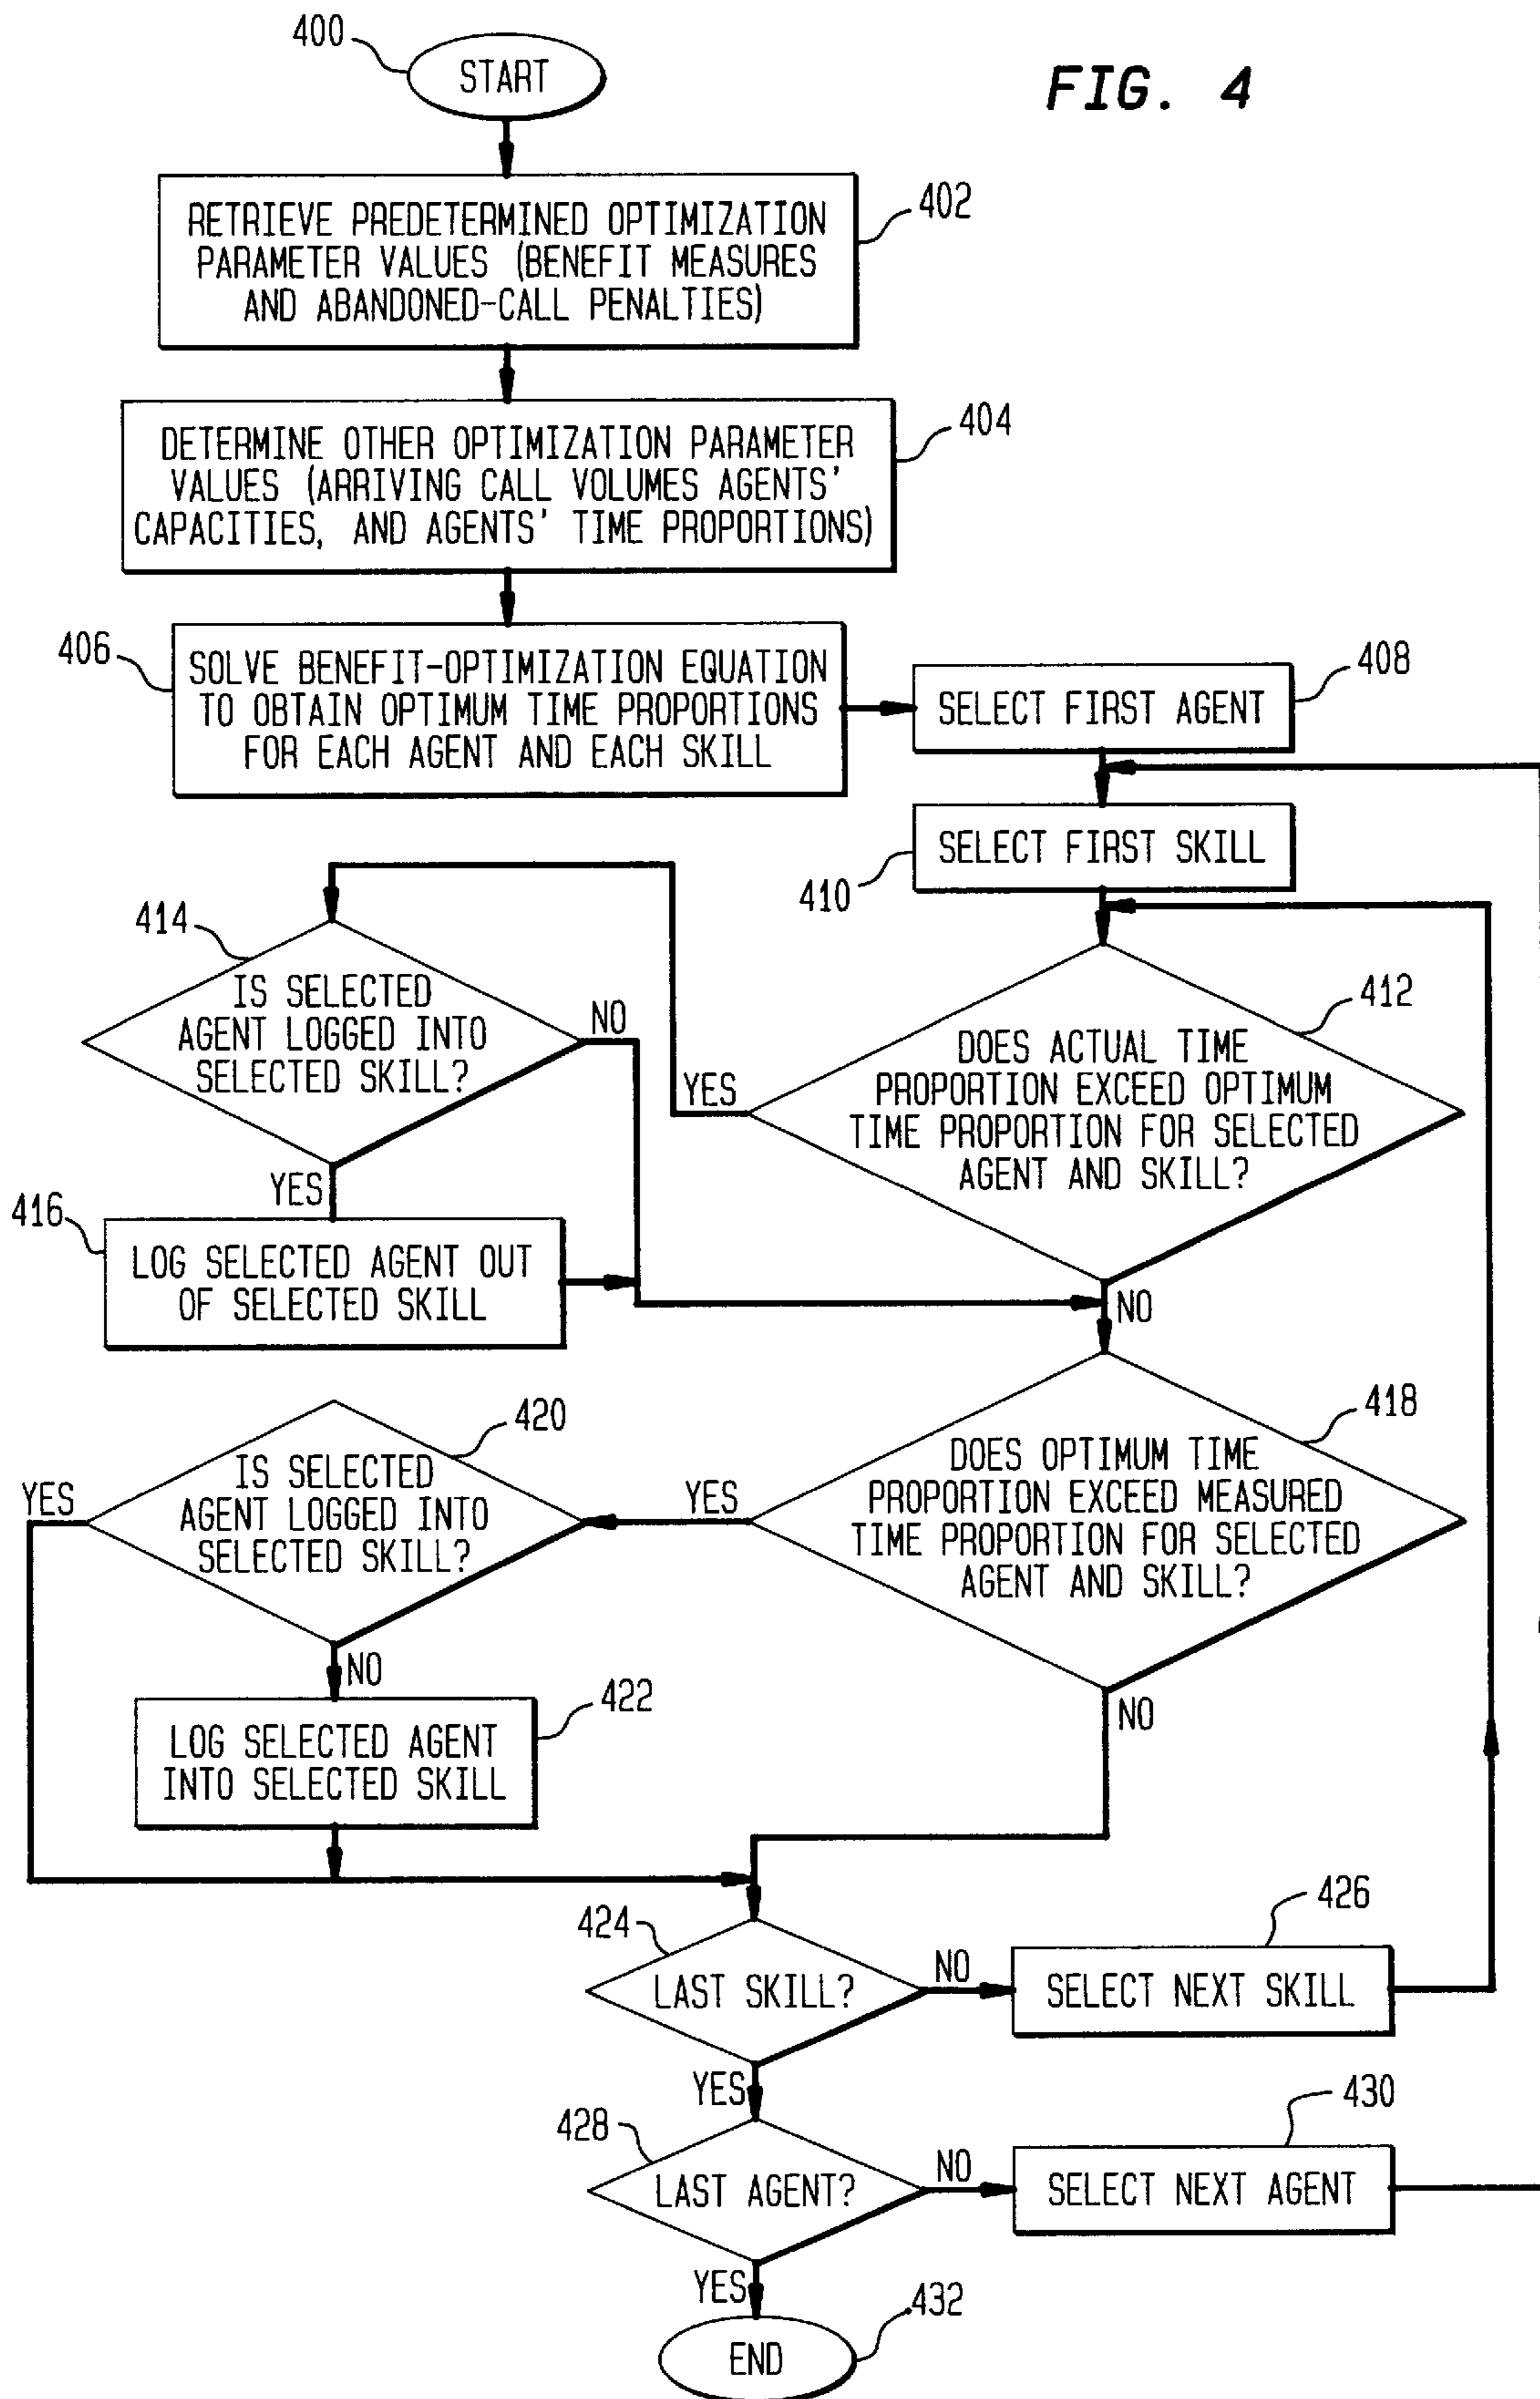 400
START
FIG. 4
402
RETRIEVE PREDETERMINED OPTIMIZATION
PARAMETER VALUES (BENEFIT MEASURES
AND ABANDONED-CALL PENALTIES)
404
DETERMINE OTHER OPTIMIZATION PARAMETER
VALUES (ARRIVING CALL VOLUMES AGENTS'
CAPACITIES, AND AGENTS' TIME PROPORTIONS)
406
SOLVE BENEFIT-OPTIMIZATION EQUATION
TO OBTAIN OPTIMUM TIME PROPORTIONS
FOR EACH AGENT AND EACH SKILL
408
SELECT FIRST AGENT
410
SELECT FIRST SKILL
412
DOES ACTUAL TIME
PROPORTION EXCEED OPTIMUM
TIME PROPORTION FOR SELECTED
AGENT AND SKILL?
YES
NO
414
IS SELECTED
AGENT LOGGED INTO
SELECTED SKILL?
NO
YES
416
LOG SELECTED AGENT OUT
OF SELECTED SKILL
418
DOES OPTIMUM TIME
PROPORTION EXCEED MEASURED
TIME PROPORTION FOR SELECTED
AGENT AND SKILL?
YES
NO
420
IS SELECTED
AGENT LOGGED INTO
SELECTED SKILL?
YES
NO
422
LOG SELECTED AGENT
INTO SELECTED SKILL
424
LAST SKILL?
NO
YES
426
SELECT NEXT SKILL
428
LAST AGENT?
NO
YES
430
SELECT NEXT AGENT
432
END